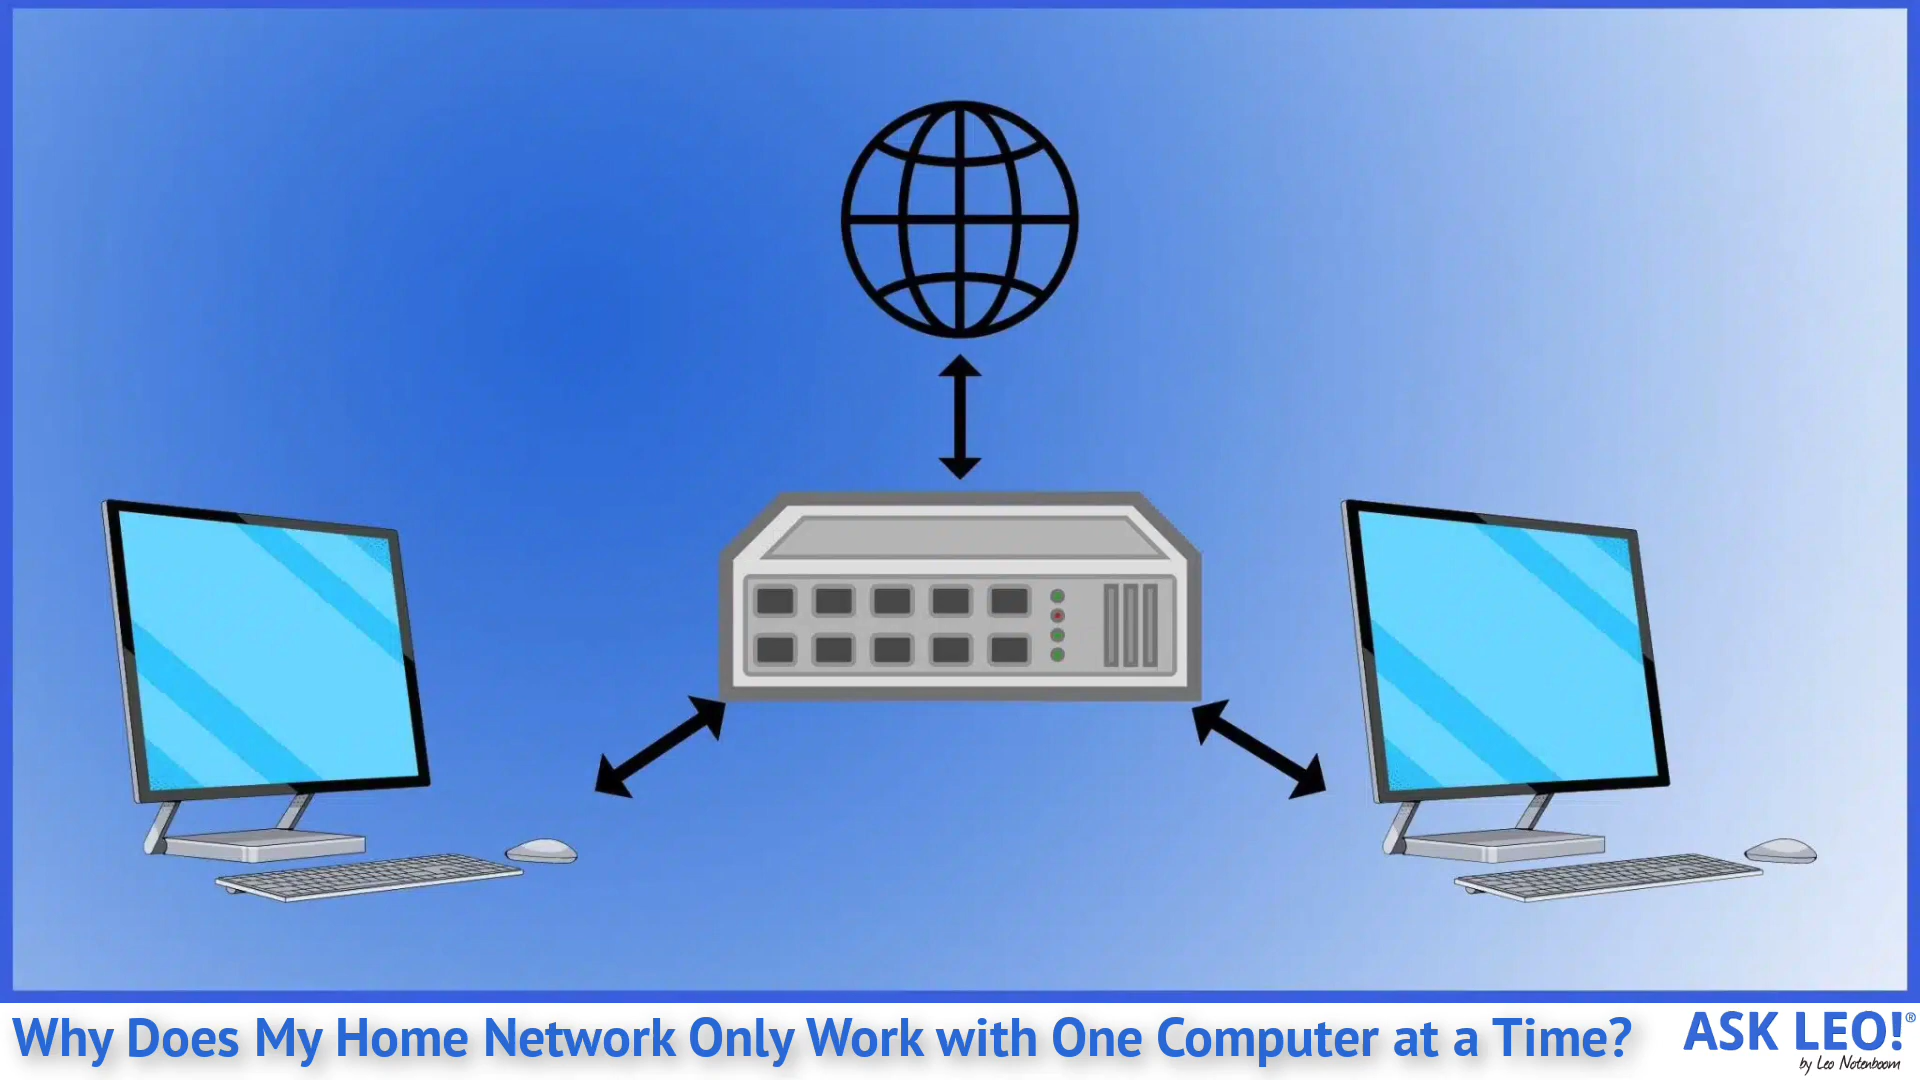 Why Does My Home Network Only Work with One Computer at a Time?
ASK LEO!®
by Leo Notenboom